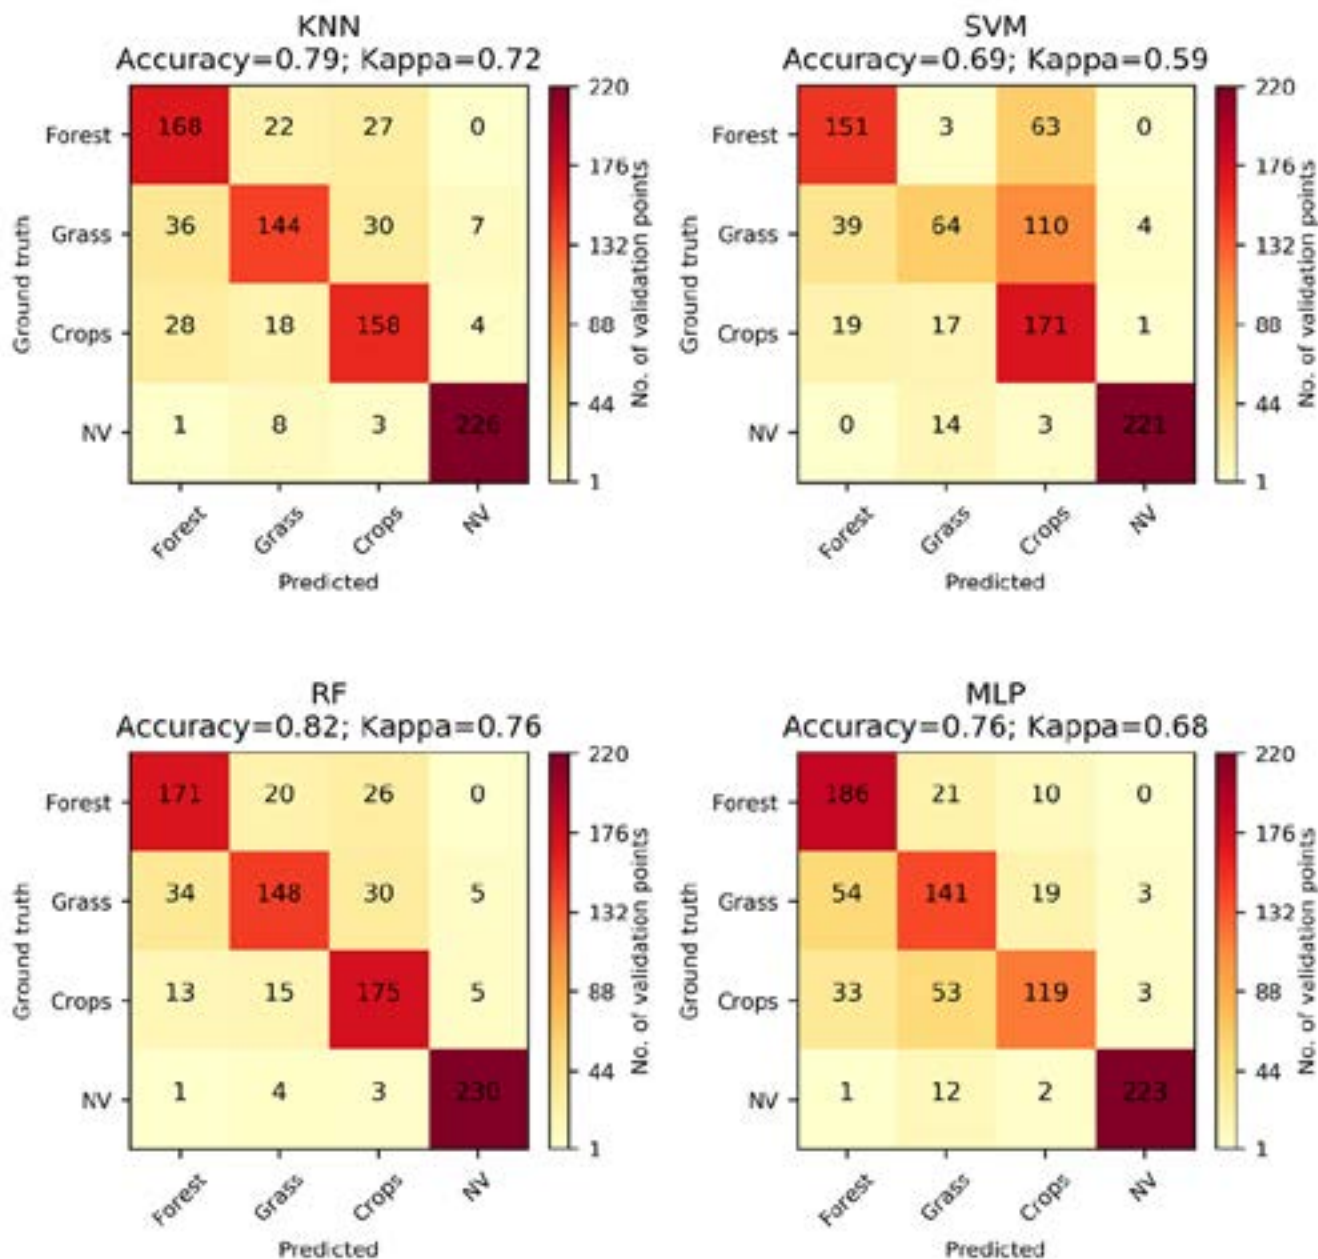 KNN
Accuracy=0.79; Kappa=0.72
Ground truth
Forest 168 22 27 0
Grass 36 144 30 7
Crops 28 18 158 4
NV 1 8 3 226
Forest Grass Crops NV
Predicted
220
176
132
88
44
1
No. of validation points
SVM
Accuracy=0.69; Kappa=0.59
Ground truth
Forest 151 3 63 0
Grass 39 64 110 4
Crops 19 17 171 1
NV 0 14 3 221
Forest Grass Crops NV
Predicted
220
176
132
88
44
1
No. of validation points
RF
Accuracy=0.82; Kappa=0.76
Ground truth
Forest 171 20 26 0
Grass 34 148 30 5
Crops 13 15 175 5
NV 1 4 3 230
Forest Grass Crops NV
Predicted
220
176
132
88
44
1
No. of validation points
MLP
Accuracy=0.76; Kappa=0.68
Ground truth
Forest 186 21 10 0
Grass 54 141 19 3
Crops 33 53 119 3
NV 1 12 2 223
Forest Grass Crops NV
Predicted
220
176
132
88
44
1
No. of validation points